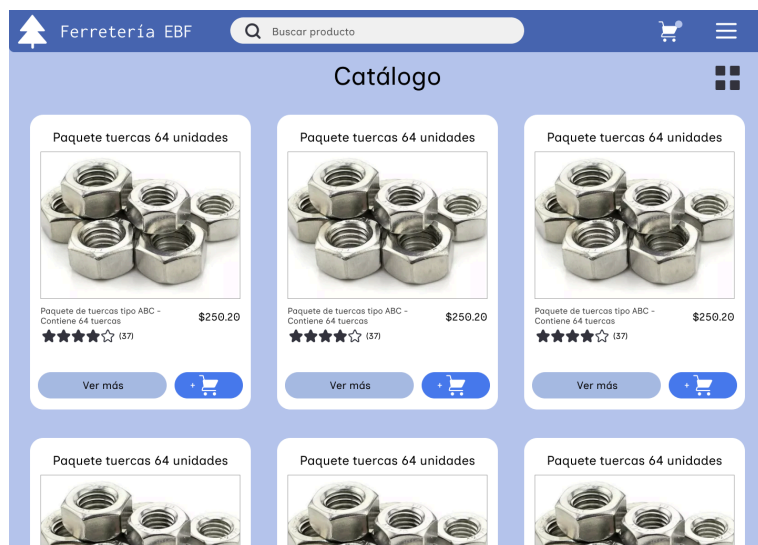 Ferretería EBF
Buscar producto
Catálogo
Paquete tuercas 64 unidades
Paquete de tuercas tipo ABC -
Contiene 64 tuercas
$250.20
(37)
Ver más
+
Paquete tuercas 64 unidades
Paquete de tuercas tipo ABC -
Contiene 64 tuercas
$250.20
(37)
Ver más
+
Paquete tuercas 64 unidades
Paquete de tuercas tipo ABC -
Contiene 64 tuercas
$250.20
(37)
Ver más
+
Paquete tuercas 64 unidades
Paquete tuercas 64 unidades
Paquete tuercas 64 unidades